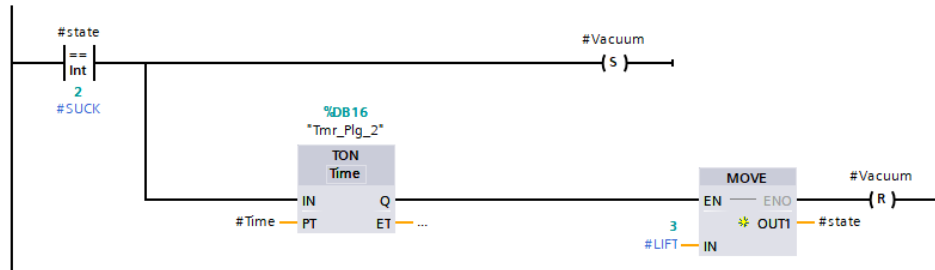 #state
==
Int
2
#SUCK
#Vacuum
( S )
%DB16
"Tmr_Plg_2"
TON
Time
IN Q
#Time PT ET ...
MOVE
EN ENO
OUT1 #state
3
#LIFT IN
#Vacuum
( R )